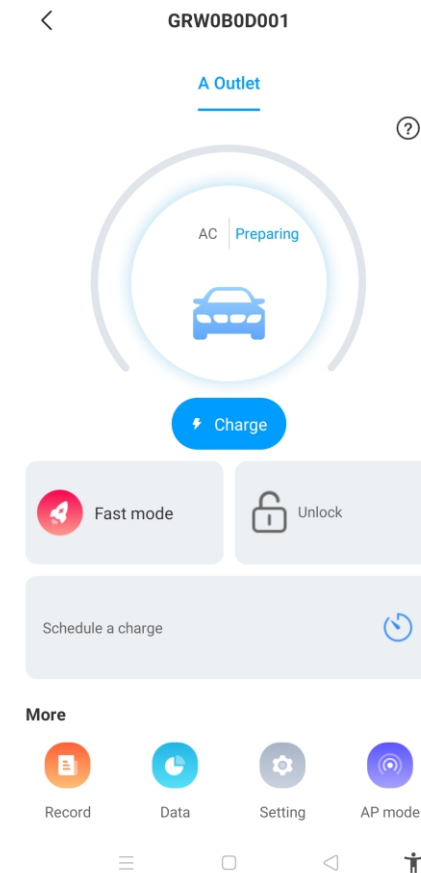 GRW0B0D001
A Outlet
AC Preparing
Charge
Fast mode
Unlock
Schedule a charge
More
Record Data Setting AP mode